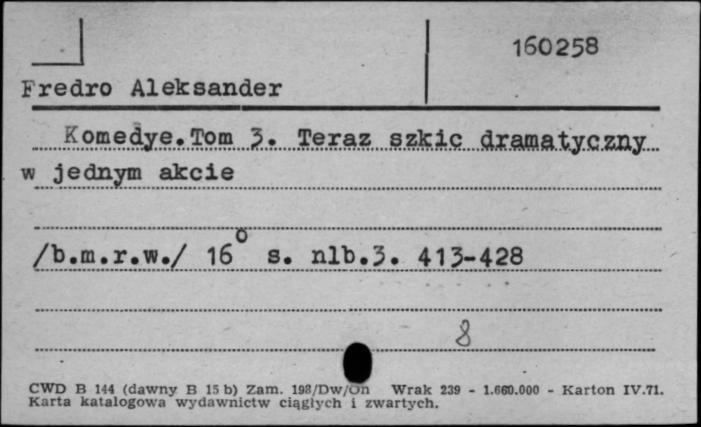 160258
Fredro Aleksander
Komedye.Tom 3. Teraz szkic dramatyczny
w jednym akcie
/b.m.r.w./ 16° s. nlb.3. 413-428
8
CWD B 144 (dawny B 15 b) Zam. 198/Dw/On Wrak 239 - 1.660.000 - Karton IV.71.
Karta katalogowa wydawnictw ciągłych i zwartych.